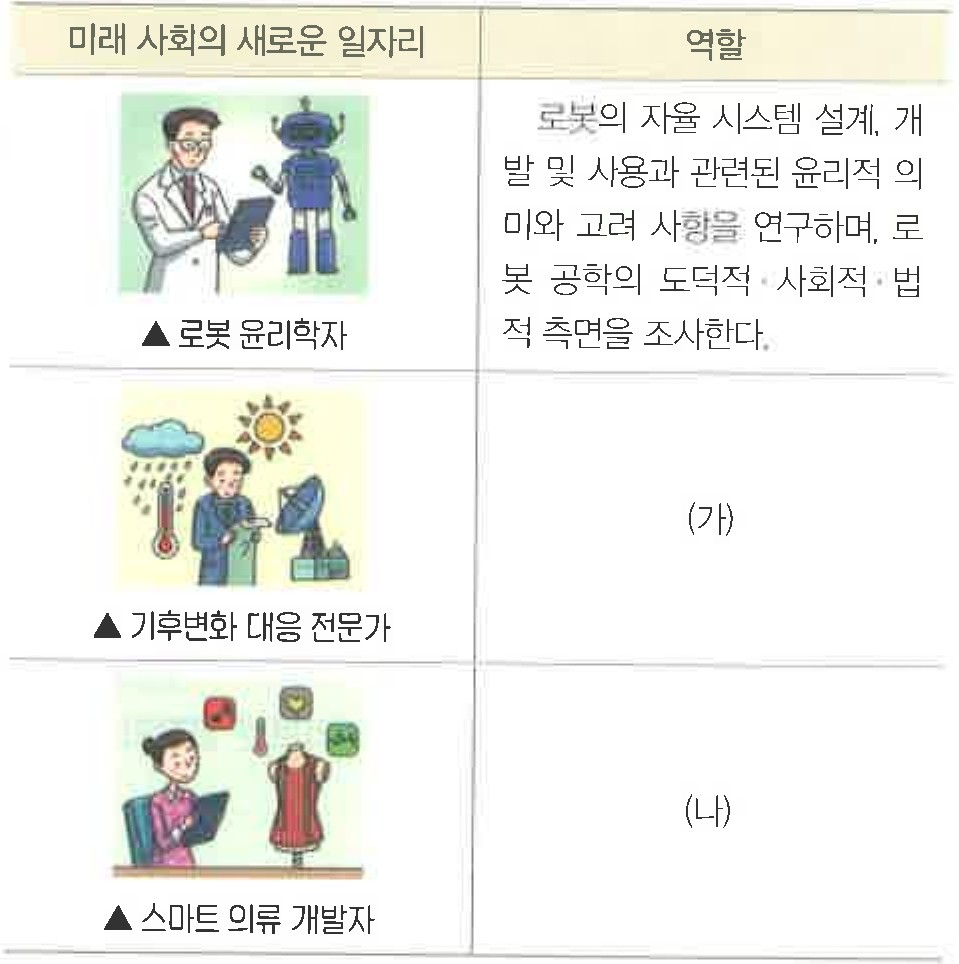 미래 사회의 새로운 일자리
역할
로봇의 자율 시스템 설계, 개
발 및 사용과 관련된 윤리적 의
미와 고려 사항을 연구하며, 로
봇 공학의 도덕적·사회적·법
적 측면을 조사한다.
▲ 로봇 윤리학자
(가)
▲ 기후변화 대응 전문가
(나)
▲ 스마트 의류 개발자